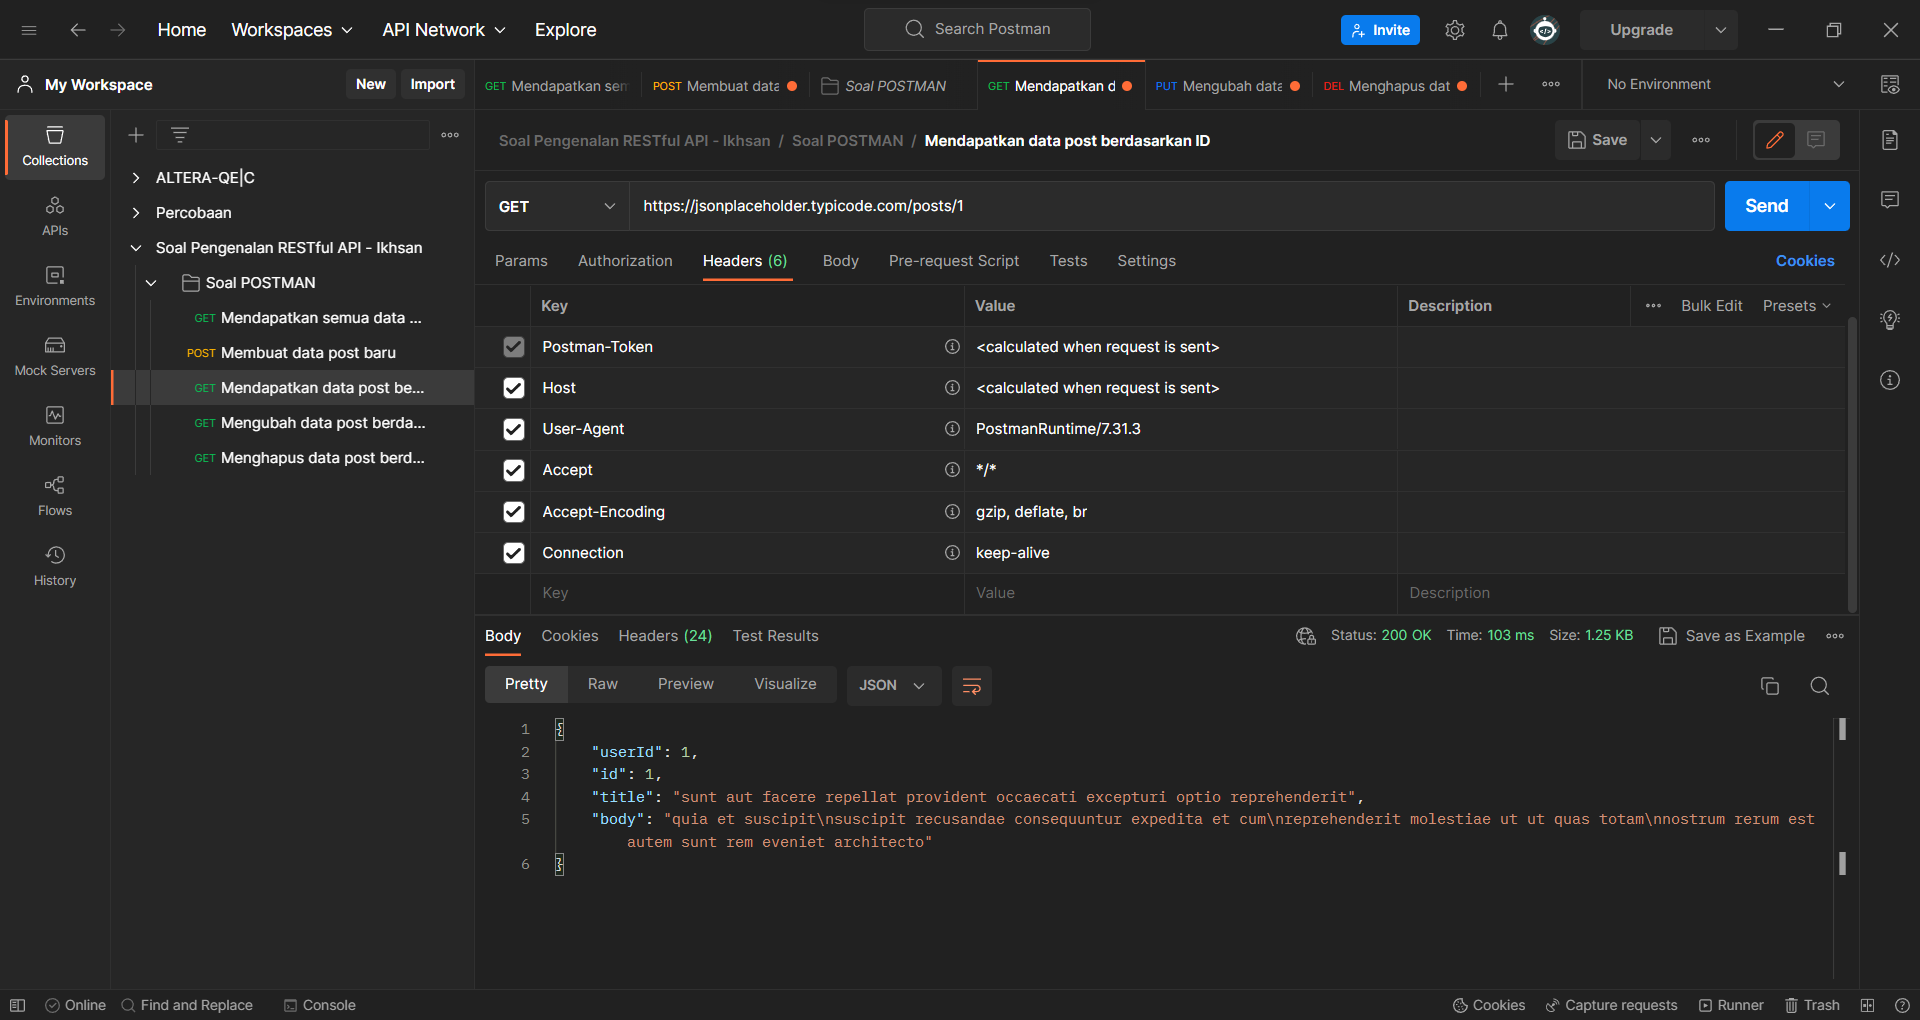 Home Workspaces API Network Explore Search Postman Invite Upgrade
My Workspace New Import
GET Mendapatkan sem POST Membuat data Soal POSTMAN GET Mendapatkan d PUT Mengubah data DEL Menghapus dat No Environment
Collections
APIs
Environments
Mock Servers
Monitors
Flows
History
ALTERA-QE|C
Percobaan
Soal Pengenalan RESTful API - Ikhsan
Soal POSTMAN
GET Mendapatkan semua data ...
POST Membuat data post baru
GET Mendapatkan data post be...
GET Mengubah data post berda...
GET Menghapus data post berd...
Soal Pengenalan RESTful API - Ikhsan / Soal POSTMAN / Mendapatkan data post berdasarkan ID Save
GET https://jsonplaceholder.typicode.com/posts/1 Send
Params Authorization Headers (6) Body Pre-request Script Tests Settings Cookies
Key Value Description Bulk Edit Presets
Postman-Token <calculated when request is sent>
Host <calculated when request is sent>
User-Agent PostmanRuntime/7.31.3
Accept */*
Accept-Encoding gzip, deflate, br
Connection keep-alive
Key Value Description
Body Cookies Headers (24) Test Results Status: 200 OK Time: 103 ms Size: 1.25 KB Save as Example
Pretty Raw Preview Visualize JSON
1 {
2 "userId": 1,
3 "id": 1,
4 "title": "sunt aut facere repellat provident occaecati excepturi optio reprehenderit",
5 "body": "quia et suscipit\nsuscipit recusandae consequuntur expedita et cum\nreprehenderit molestiae ut ut quas totam\nnostrum rerum est
autem sunt rem eveniet architecto"
6 }
Online Find and Replace Console Cookies Capture requests Runner Trash